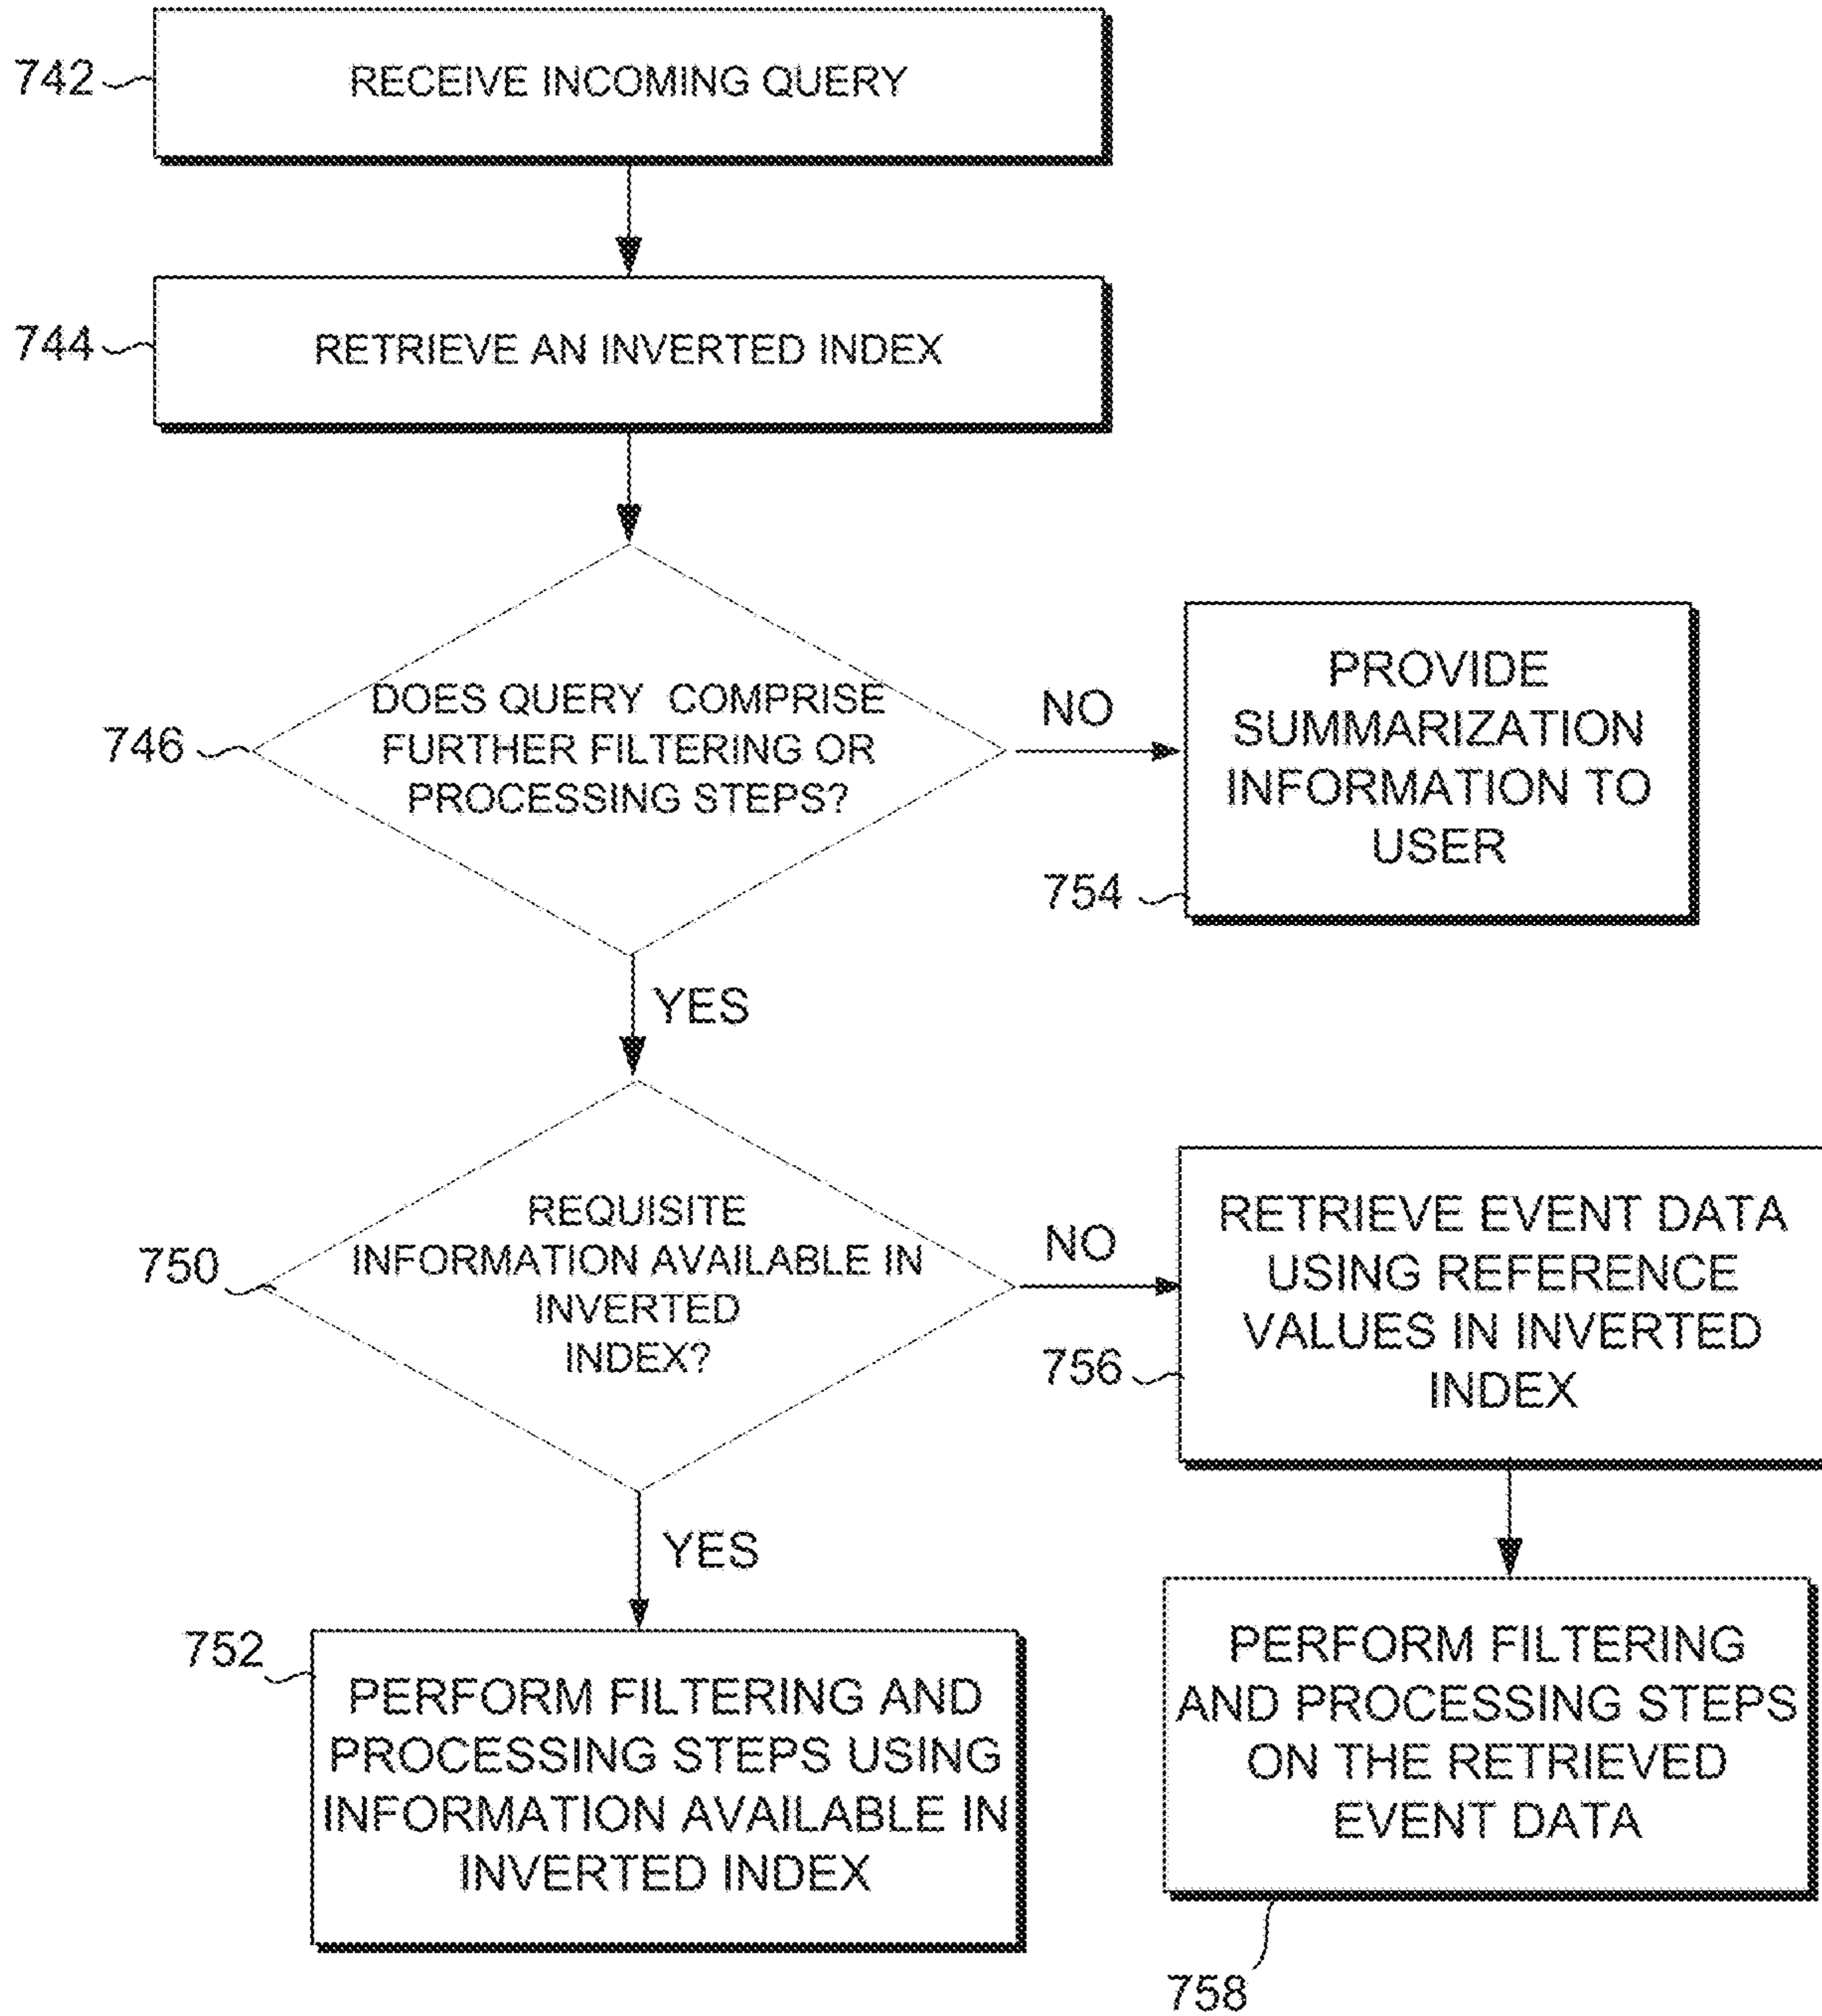 742
RECEIVE INCOMING QUERY
744
RETRIEVE AN INVERTED INDEX
746
DOES QUERY COMPRISE
FURTHER FILTERING OR
PROCESSING STEPS?
NO
754
PROVIDE
SUMMARIZATION
INFORMATION TO
USER
YES
750
REQUISITE
INFORMATION AVAILABLE IN
INVERTED
INDEX?
NO
756
RETRIEVE EVENT DATA
USING REFERENCE
VALUES IN INVERTED
INDEX
YES
752
PERFORM FILTERING AND
PROCESSING STEPS USING
INFORMATION AVAILABLE IN
INVERTED INDEX
PERFORM FILTERING
AND PROCESSING STEPS
ON THE RETRIEVED
EVENT DATA
758